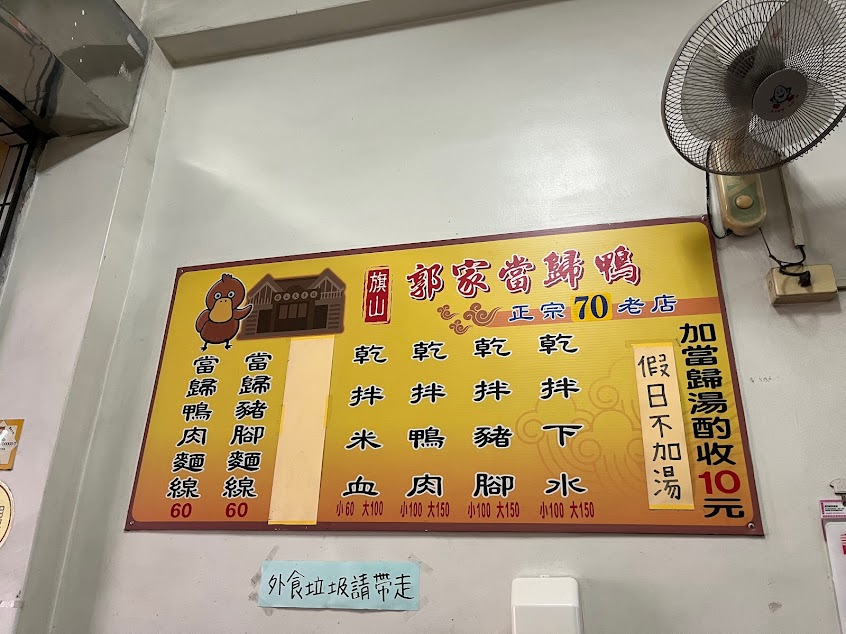 旗山
郭家當歸鴨
正宗70老店
加當歸湯酌收10元
假日不加湯
乾拌下水
小100 大150
乾拌豬腳
小100 大150
乾拌鴨肉
小100 大150
乾拌米血
小60 大100
當歸豬腳麵線
60
當歸鴨肉麵線
60
外食垃圾請帶走